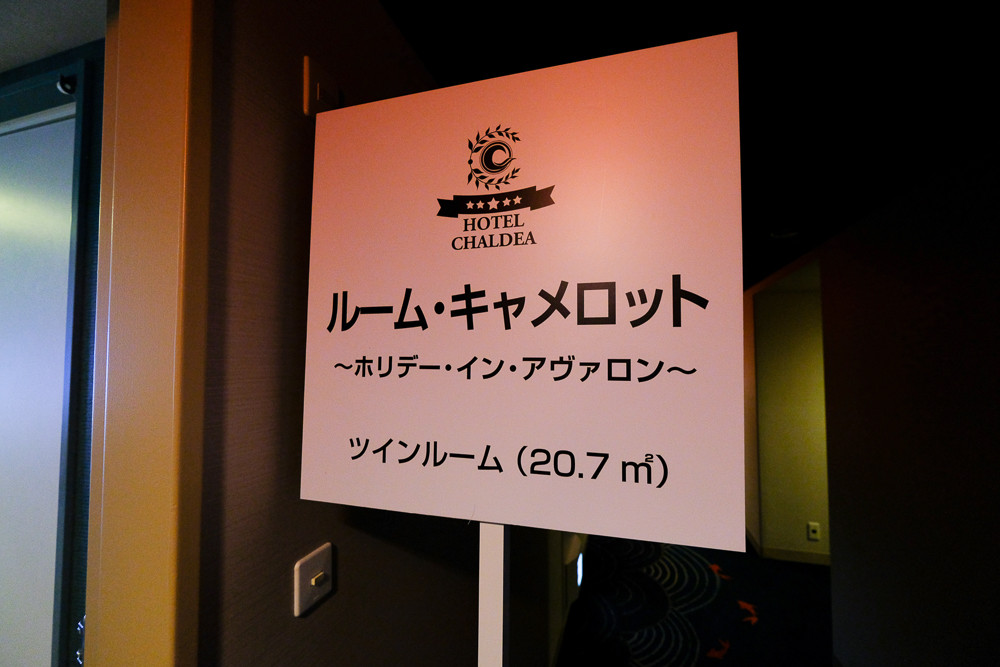 HOTEL
CHALDEA
ルーム・キャメロット
〜ホリデー・イン・アヴァロン〜
ツインルーム（20.7 ㎡）